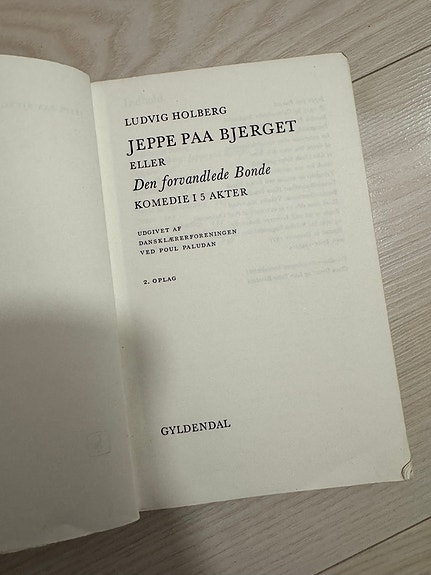 LUDVIG HOLBERG
JEPPE PAA BJERGET
ELLER
Den forvandlede Bonde
KOMEDIE I 5 AKTER
UDGIVET AF
DANSKLÆRERFORENINGEN
VED POUL PALUDAN
2. OPLAG
GYLDENDAL